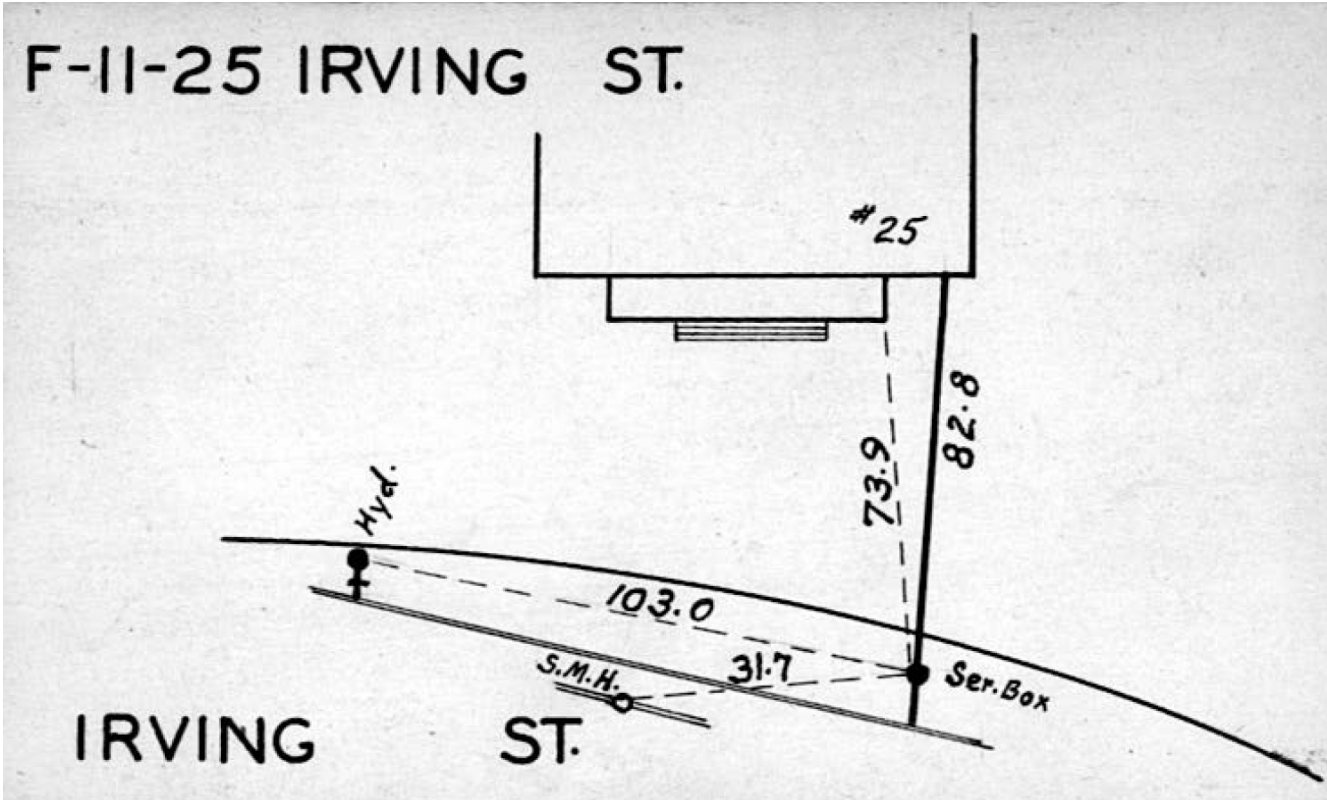 F-11-25 IRVING ST.
#25
82.8
73.9
Hyd.
103.0
31.7
S.M.H.
Ser.Box
IRVING ST.